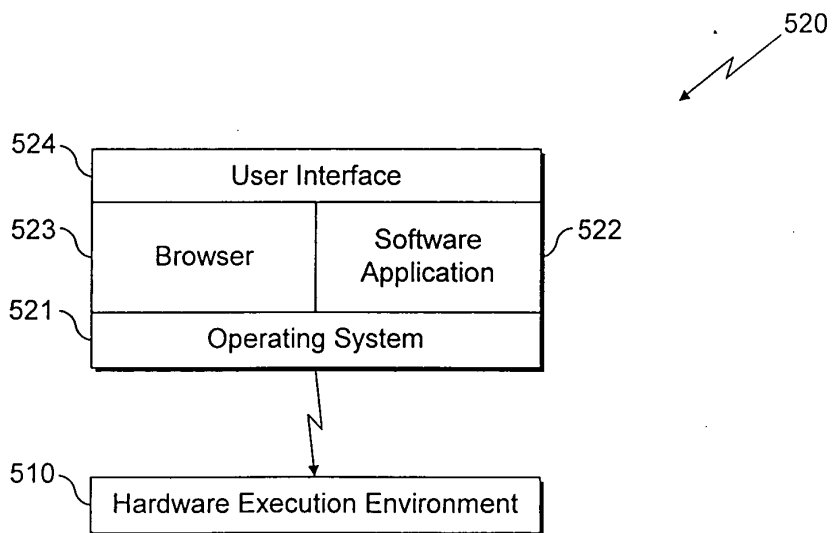 520
524
User Interface
523
Browser
Software
Application
522
521
Operating System
510
Hardware Execution Environment